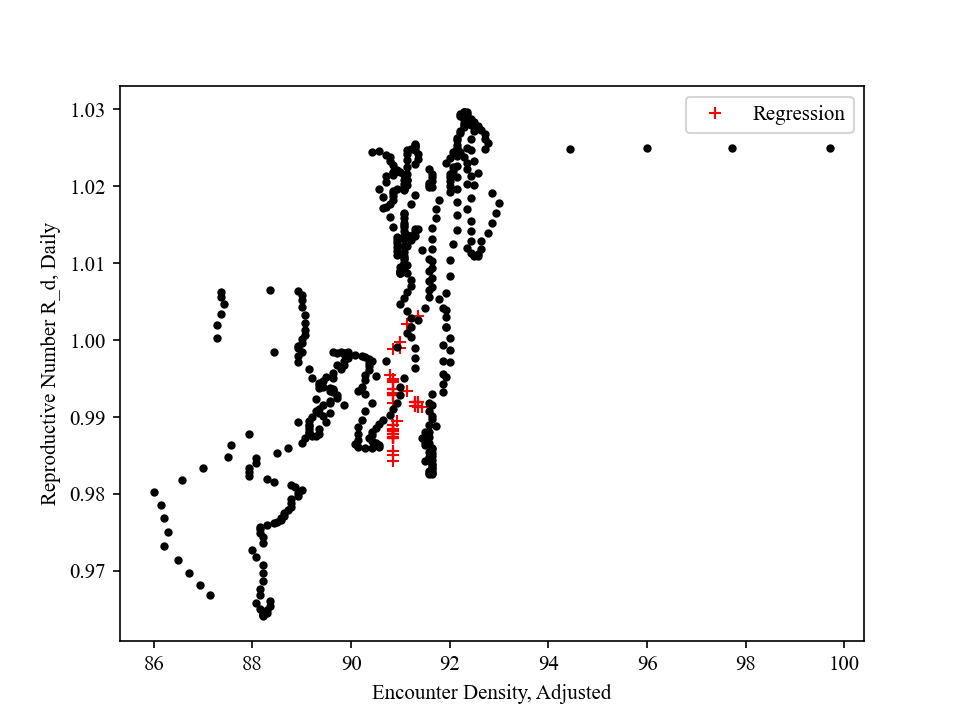 Regression
1.03
1.02
1.01
1.00
0.99
0.98
0.97
Reproductive Number R_d, Daily
86 88 90 92 94 96 98 100
Encounter Density, Adjusted